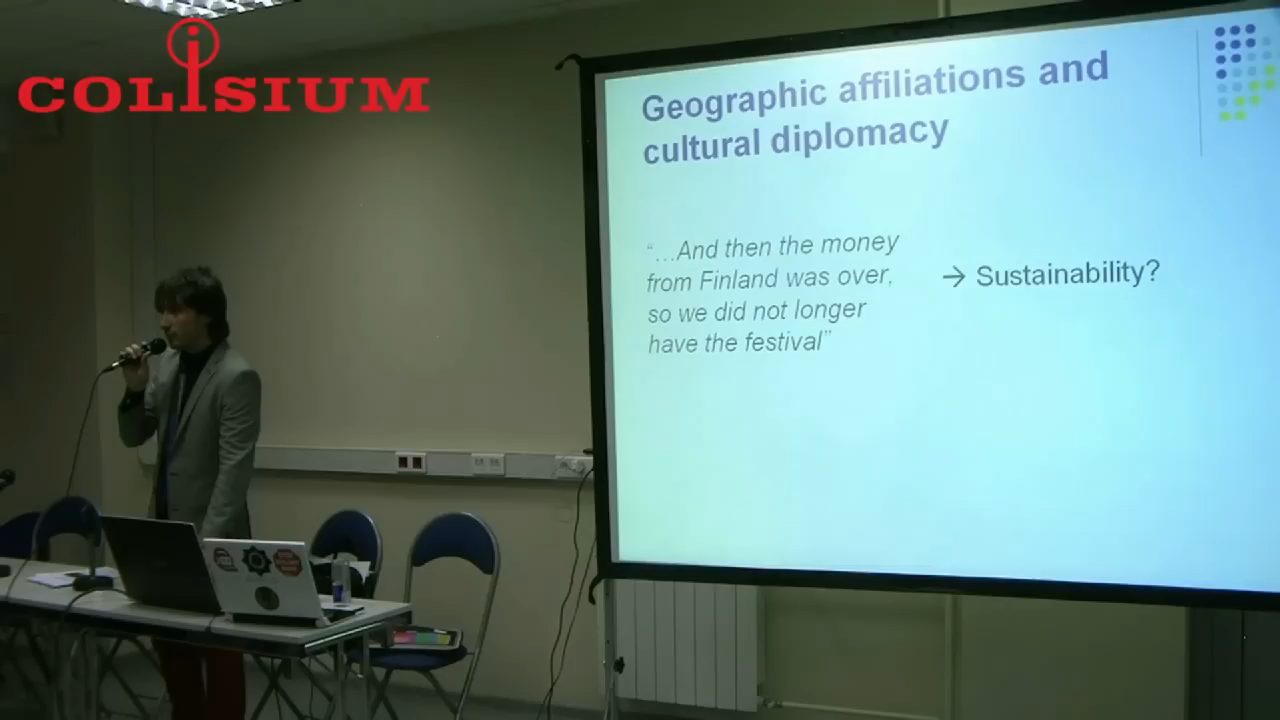 COLISIUM
Geographic affiliations and
cultural diplomacy
“…And then the money
from Finland was over,
so we did not longer
have the festival”
→ Sustainability?